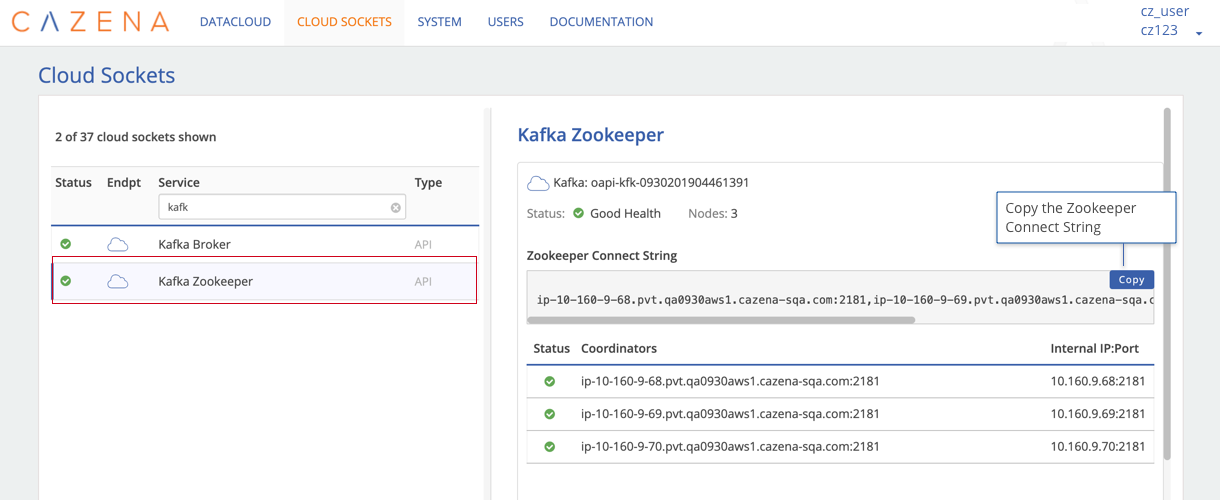 CAZENA DATACLOUD CLOUD SOCKETS SYSTEM USERS DOCUMENTATION
cz_user
cz123
Cloud Sockets
2 of 37 cloud sockets shown
Status Endpt Service Type
kafk
Kafka Broker API
Kafka Zookeeper API
Kafka Zookeeper
Kafka: oapi-kfk-0930201904461391
Status: Good Health Nodes: 3
Copy the Zookeeper
Connect String
Zookeeper Connect String
Copy
ip-10-160-9-68.pvt.qa0930aws1.cazena-sqa.com:2181,ip-10-160-9-69.pvt.qa0930aws1.cazena-sqa.c
Status Coordinators Internal IP:Port
ip-10-160-9-68.pvt.qa0930aws1.cazena-sqa.com:2181 10.160.9.68:2181
ip-10-160-9-69.pvt.qa0930aws1.cazena-sqa.com:2181 10.160.9.69:2181
ip-10-160-9-70.pvt.qa0930aws1.cazena-sqa.com:2181 10.160.9.70:2181